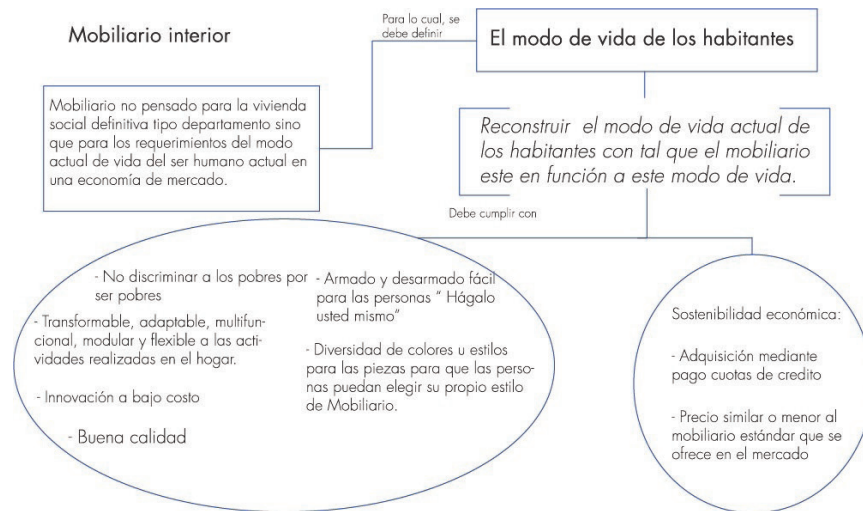 Mobiliario interior
Para lo cual, se
debe definir
El modo de vida de los habitantes
Mobiliario no pensado para la vivienda
social definitiva tipo departamento sino
que para los requerimientos del modo
actual de vida del ser humano actual en
una economía de mercado.
Reconstruir el modo de vida actual de
los habitantes con tal que el mobiliario
este en función a este modo de vida.
Debe cumplir con
- No discriminar a los pobres por
ser pobres
- Transformable, adaptable, multifun-
cional, modular y flexible a las acti-
vidades realizadas en el hogar.
- Innovación a bajo costo
- Buena calidad
- Armado y desarmado fácil
para las personas “ Hágalo
usted mismo”
- Diversidad de colores u estilos
para las piezas para que las perso-
nas puedan elegir su propio estilo
de Mobiliario.
Sostenibilidad económica:
- Adquisición mediante
pago cuotas de credito
- Precio similar o menor al
mobiliario estándar que se
ofrece en el mercado